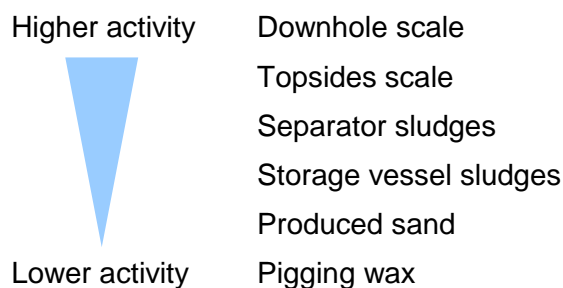 Higher activity Downhole scale
Topsides scale
Separator sludges
Storage vessel sludges
Produced sand
Lower activity Pigging wax